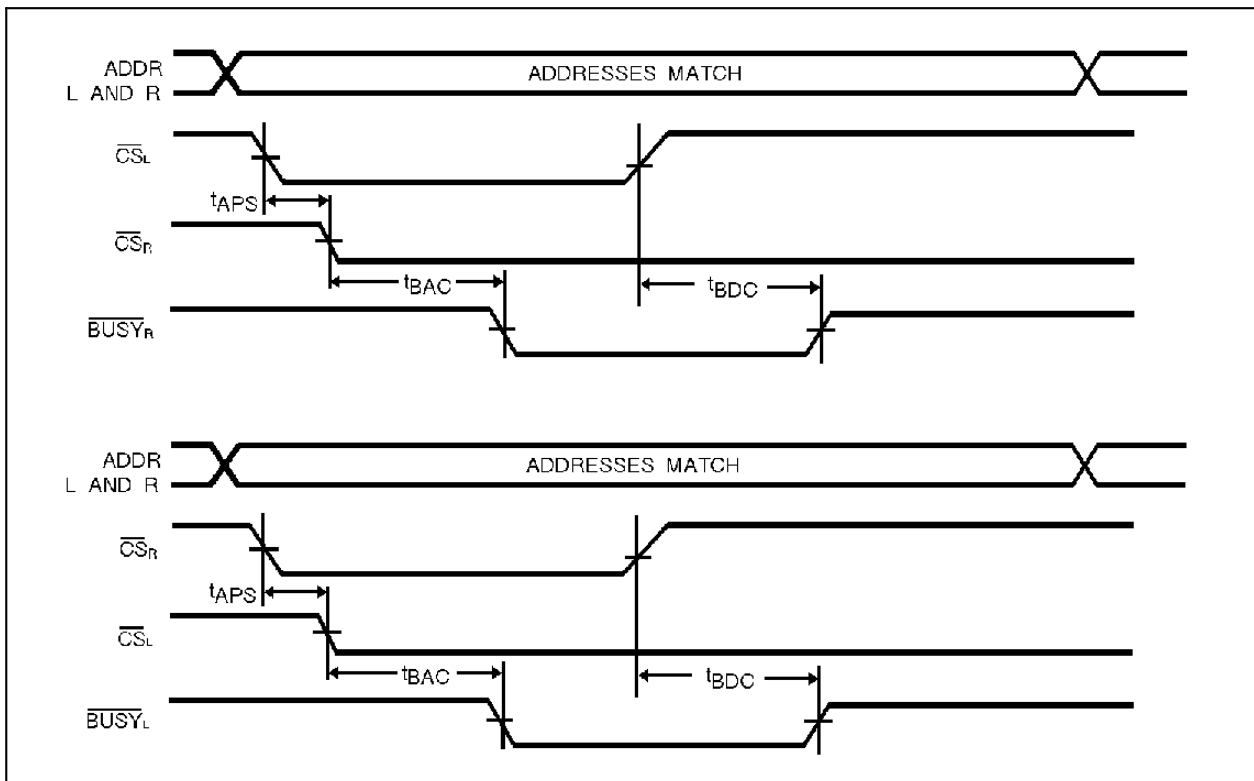 ADDR
L AND R
ADDRESSES MATCH
CSL
tAPS
CSR
tBAC
tBDC
BUSYR
ADDR
L AND R
ADDRESSES MATCH
CSR
tAPS
CSL
tBAC
tBDC
BUSYL